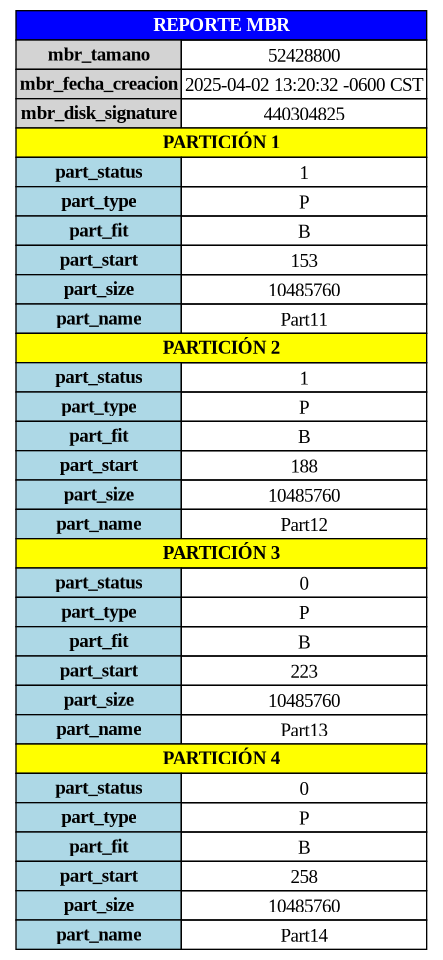 REPORTE MBR
mbr_tamano 52428800
mbr_fecha_creacion 2025-04-02 13:20:32 -0600 CST
mbr_disk_signature 440304825
PARTICIÓN 1
part_status 1
part_type P
part_fit B
part_start 153
part_size 10485760
part_name Part11
PARTICIÓN 2
part_status 1
part_type P
part_fit B
part_start 188
part_size 10485760
part_name Part12
PARTICIÓN 3
part_status 0
part_type P
part_fit B
part_start 223
part_size 10485760
part_name Part13
PARTICIÓN 4
part_status 0
part_type P
part_fit B
part_start 258
part_size 10485760
part_name Part14